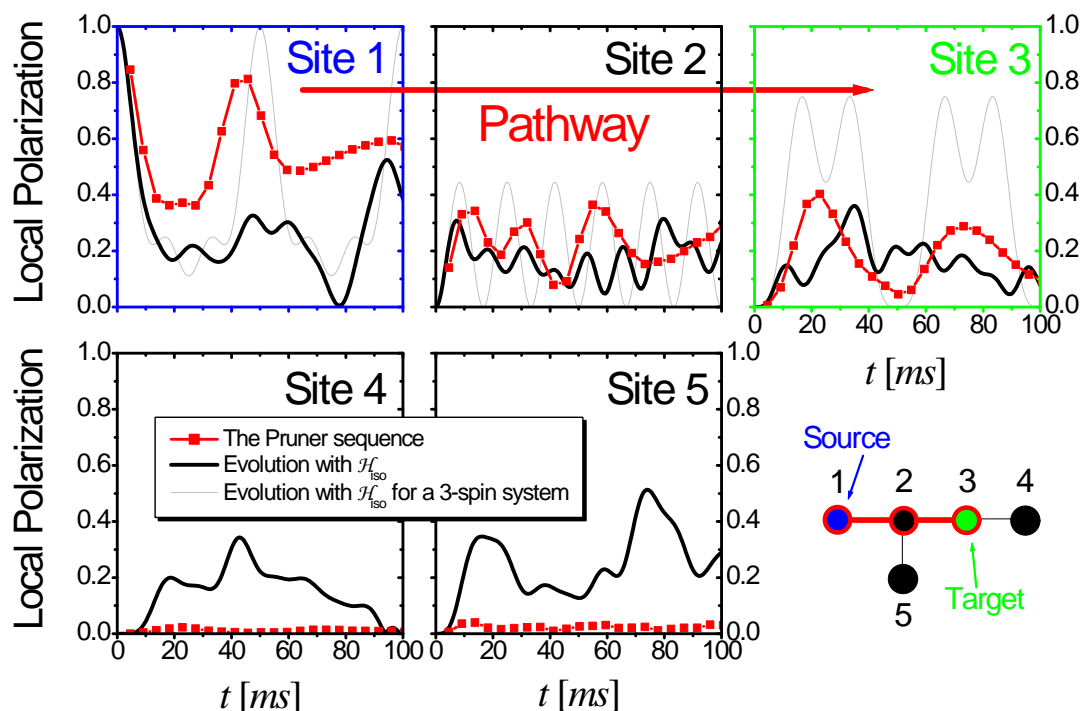 Local Polarization
1.0
0.8
0.6
0.4
0.2
0.0
Site 1
Site 2
Site 3
Pathway
1.0
0.8
0.6
0.4
0.2
0.0
0 20 40 60 80 100
t [ms]
Local Polarization
1.0
0.8
0.6
0.4
0.2
0.0
Site 4
Site 5
1.0
0.8
0.6
0.4
0.2
0.0
The Pruner sequence
Evolution with ℋiso
Evolution with ℋiso for a 3-spin system
0 20 40 60 80 100
t [ms]
0 20 40 60 80 100
t [ms]
Source
1 2 3 4
5
Target